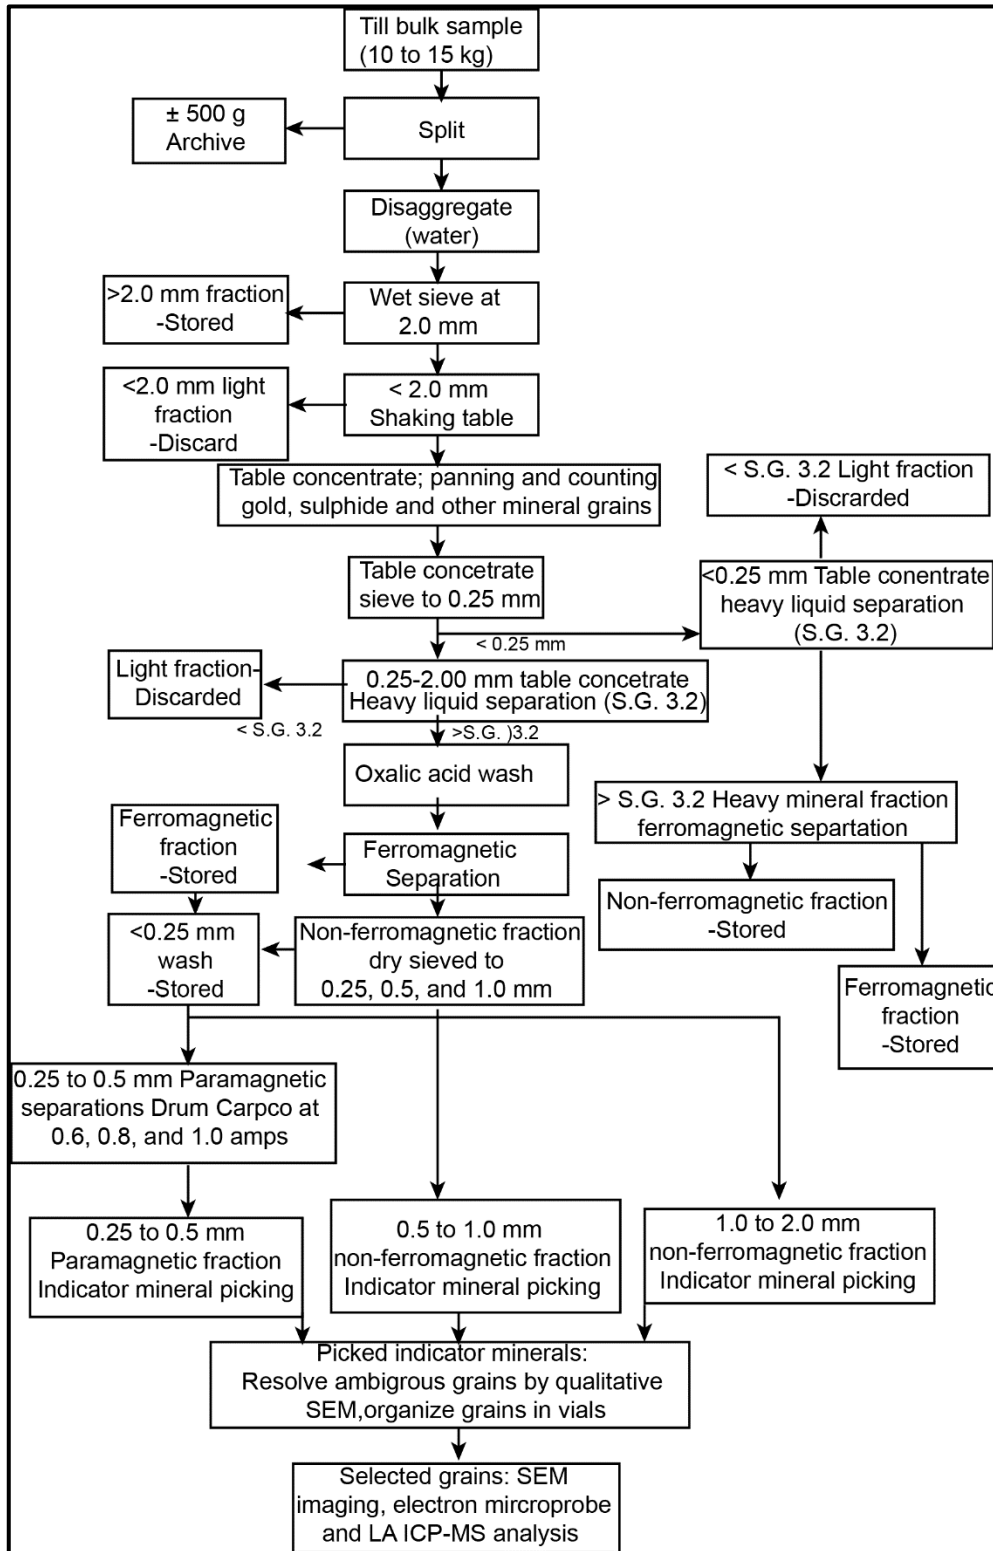 Till bulk sample
(10 to 15 kg)
± 500 g
Archive
Split
Disaggregate
(water)
>2.0 mm fraction
-Stored
Wet sieve at
2.0 mm
<2.0 mm light
fraction
-Discard
< 2.0 mm
Shaking table
Table concentrate; panning and counting
gold, sulphide and other mineral grains
< S.G. 3.2 Light fraction
-Discrarded
Table concetrate
sieve to 0.25 mm
<0.25 mm Table conentrate
heavy liquid separation
(S.G. 3.2)
< 0.25 mm
Light fraction-
Discarded
0.25-2.00 mm table concetrate
Heavy liquid separation (S.G. 3.2)
< S.G. 3.2
>S.G. )3.2
Oxalic acid wash
> S.G. 3.2 Heavy mineral fraction
ferromagnetic separtation
Ferromagnetic
fraction
-Stored
Ferromagnetic
Separation
Non-ferromagnetic fraction
-Stored
<0.25 mm
wash
-Stored
Non-ferromagnetic fraction
dry sieved to
0.25, 0.5, and 1.0 mm
Ferromagnetic
fraction
-Stored
0.25 to 0.5 mm Paramagnetic
separations Drum Carpco at
0.6, 0.8, and 1.0 amps
0.25 to 0.5 mm
Paramagnetic fraction
Indicator mineral picking
0.5 to 1.0 mm
non-ferromagnetic fraction
Indicator mineral picking
1.0 to 2.0 mm
non-ferromagnetic fraction
Indicator mineral picking
Picked indicator minerals:
Resolve ambigrous grains by qualitative
SEM,organize grains in vials
Selected grains: SEM
imaging, electron mircroprobe
and LA ICP-MS analysis